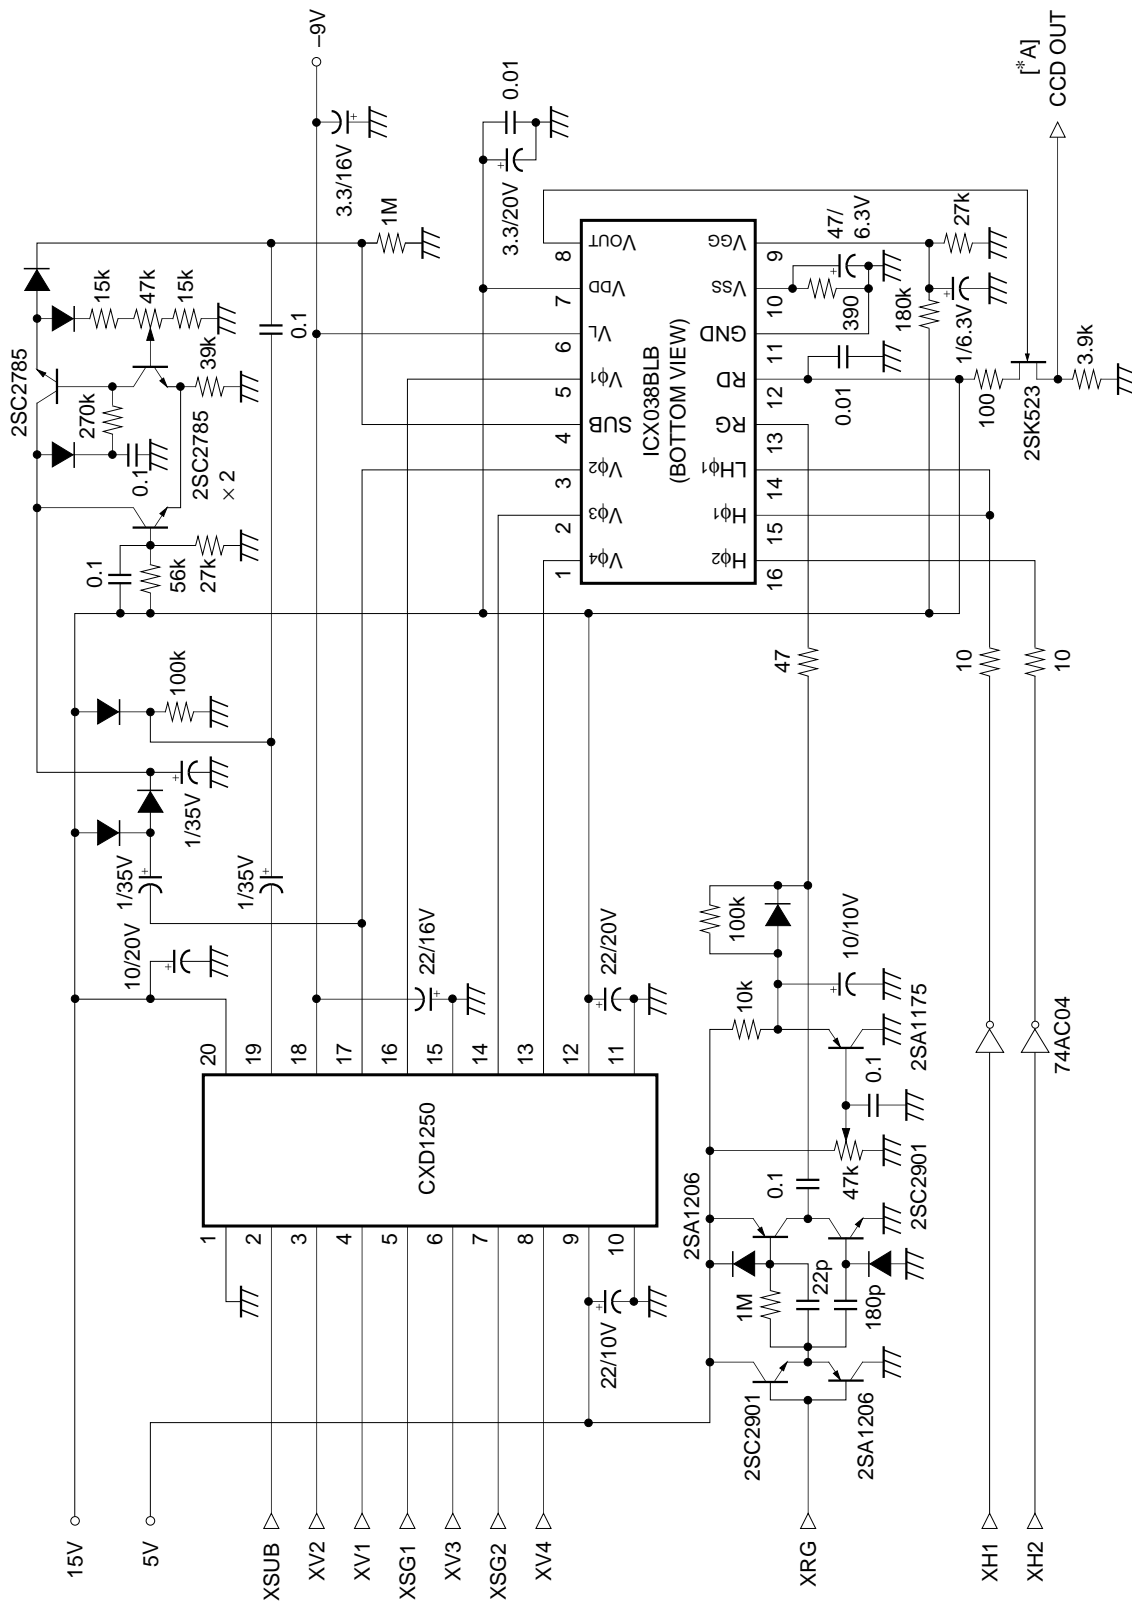 15V
5V
XSUB
XV2
XV1
XSG1
XV3
XSG2
XV4
XRG
XH1
XH2
1
2
3
4
5
6
7
8
9
10
22/10V
CXD1250
20
19
18
17
16
15
14
13
12
11
10/20V
1/35V
1/35V
1/35V
22/16V
22/20V
100k
0.1
56k
27k
2SC2785
× 2
0.1
270k
2SC2785
39k
15k
47k
15k
0.1
1M
3.3/16V
–9V
3.3/20V
0.01
ICX038BLB
(BOTTOM VIEW)
1
2
3
4
5
6
7
8
Vϕ4
Vϕ3
Vϕ2
SUB
Vϕ1
VL
VDD
VOUT
Hϕ2
Hϕ1
LHϕ1
RG
RD
GND
VSS
VGG
16
15
14
13
12
11
10
9
47/
6.3V
390
0.01
180k
27k
1/6.3V
100
2SK523
3.9k
[*A]
CCD OUT
2SC2901
2SA1206
1M
22p
180p
2SA1206
2SC2901
0.1
47k
0.1
2SA1175
10k
10/10V
100k
47
10
10
74AC04